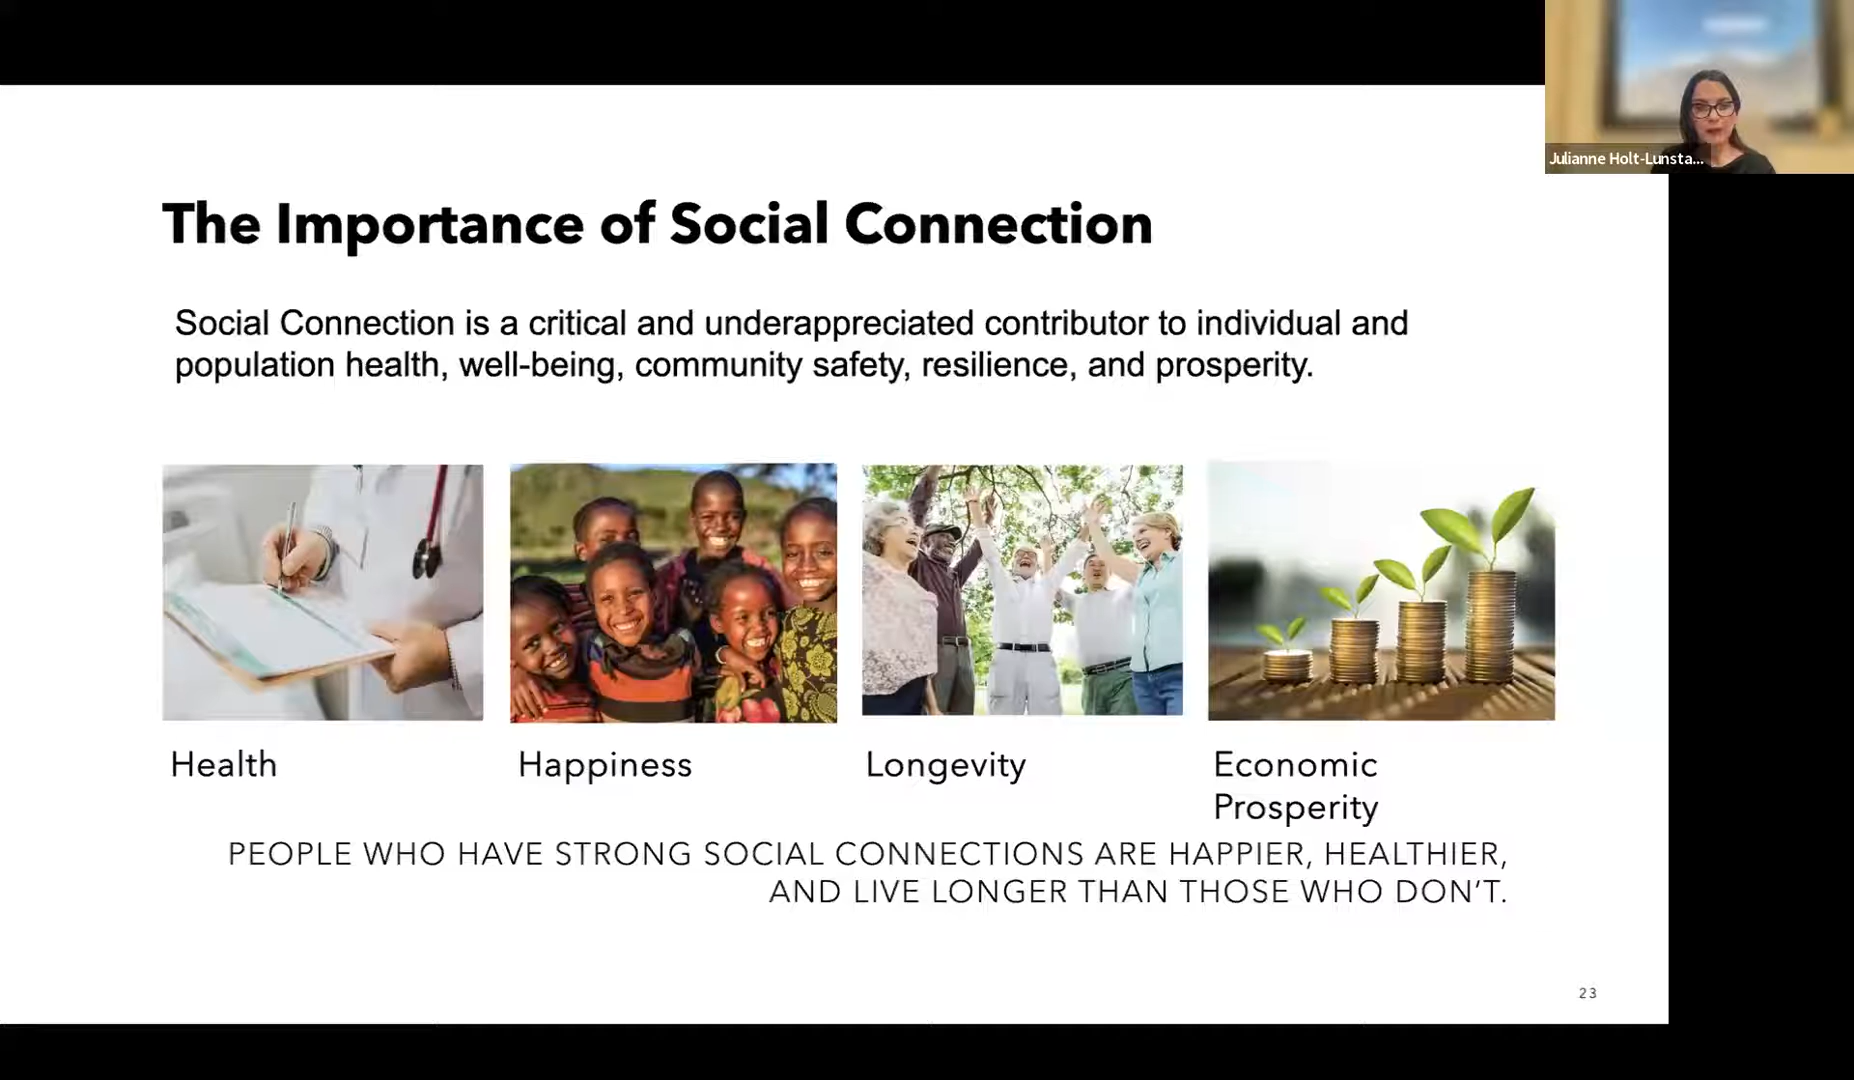 Julianne Holt-Lunsta...
The Importance of Social Connection
Social Connection is a critical and underappreciated contributor to individual and
population health, well-being, community safety, resilience, and prosperity.
Health
Happiness
Longevity
Economic
Prosperity
PEOPLE WHO HAVE STRONG SOCIAL CONNECTIONS ARE HAPPIER, HEALTHIER,
AND LIVE LONGER THAN THOSE WHO DON'T.
23